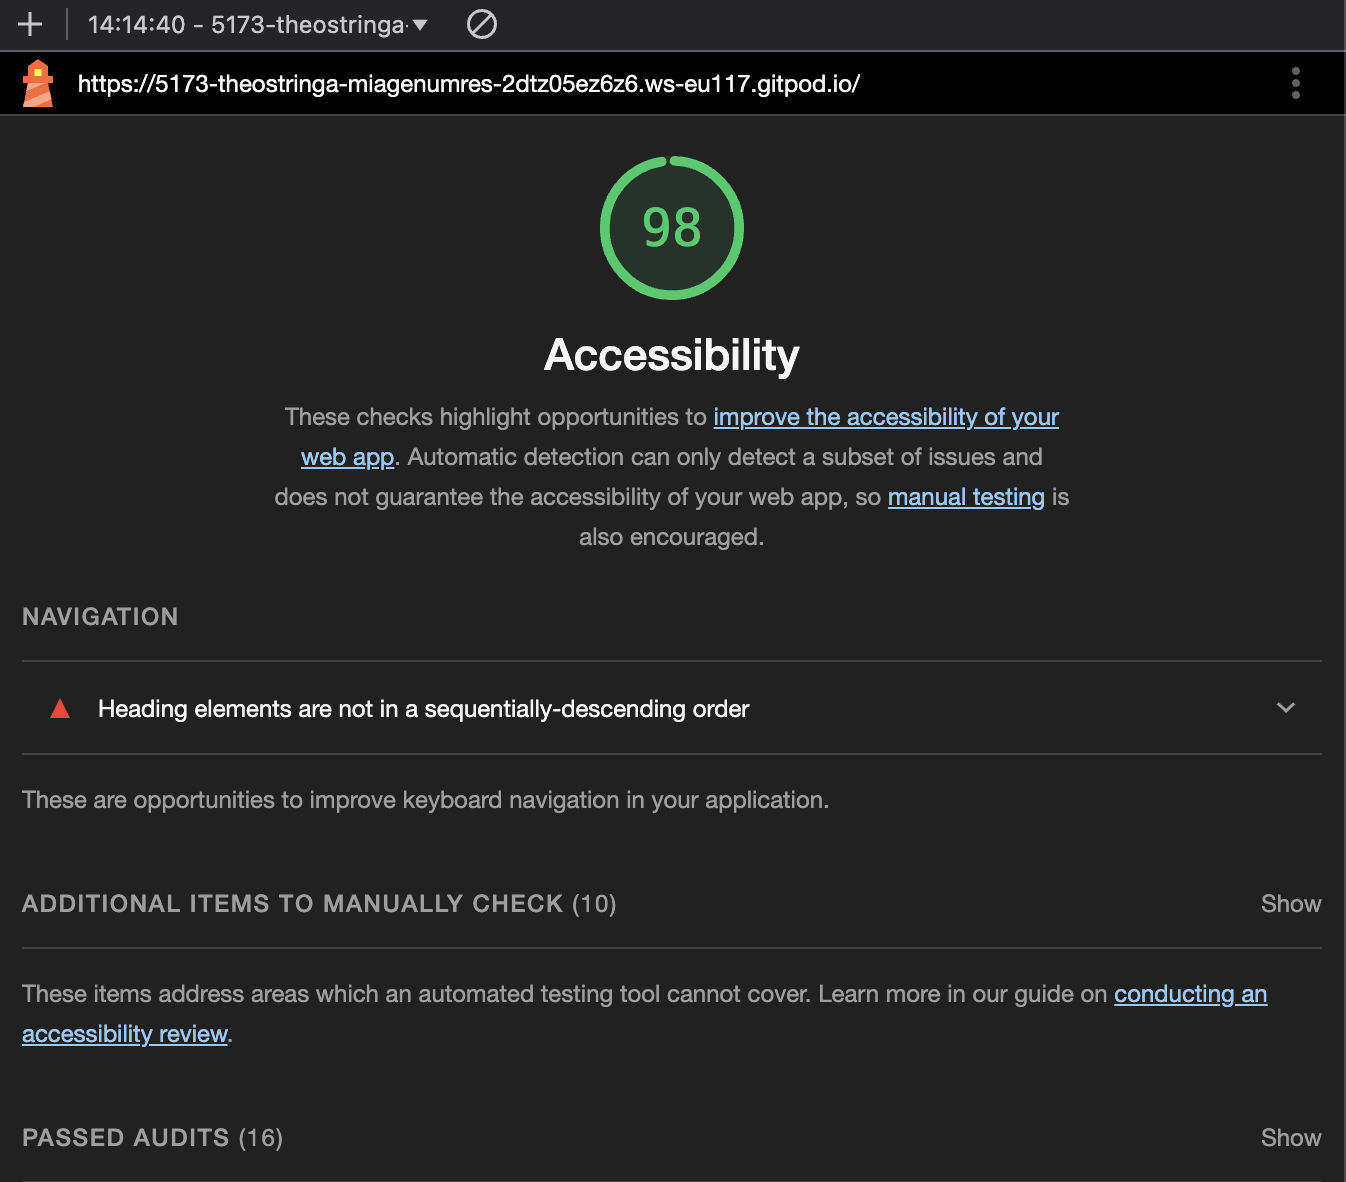 14:14:40 - 5173-theostringa
https://5173-theostringa-miagenumres-2dtz05ez6z6.ws-eu117.gitpod.io/
98
Accessibility
These checks highlight opportunities to improve the accessibility of your
web app. Automatic detection can only detect a subset of issues and
does not guarantee the accessibility of your web app, so manual testing is
also encouraged.
NAVIGATION
Heading elements are not in a sequentially-descending order
These are opportunities to improve keyboard navigation in your application.
ADDITIONAL ITEMS TO MANUALLY CHECK (10) Show
These items address areas which an automated testing tool cannot cover. Learn more in our guide on conducting an
accessibility review.
PASSED AUDITS (16) Show